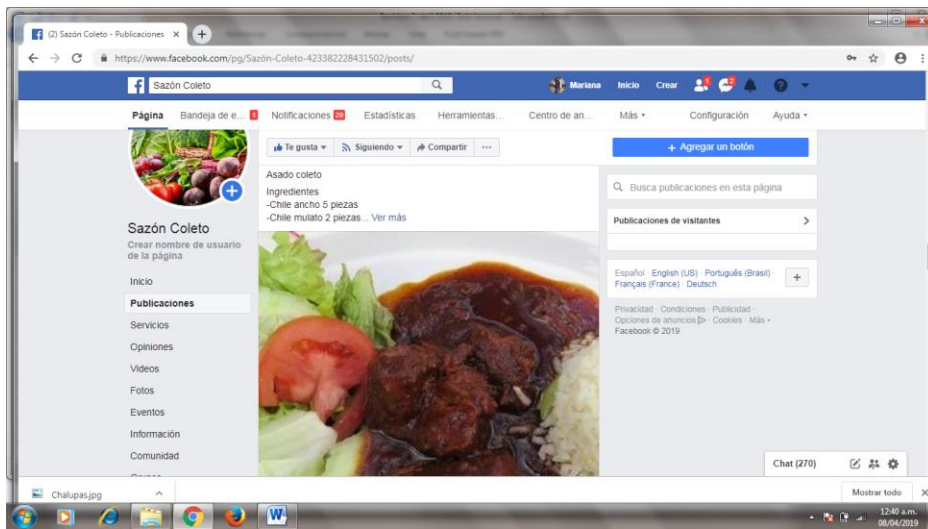 (2) Sazón Coleto - Publicaciones
https://www.facebook.com/pg/Sazón-Coleto-423382228431502/posts/
Sazón Coleto
Mariana Inicio Crear 1 2
Página Bandeja de e... 1 Notificaciones 29 Estadísticas Herramientas... Centro de an... Más Configuración Ayuda
Te gusta Siguiendo Compartir ...
+ Agregar un botón
Asado coleto
Ingredientes
-Chile ancho 5 piezas
-Chile mulato 2 piezas... Ver más
Sazón Coleto
Crear nombre de usuario
de la página
Inicio
Publicaciones
Servicios
Opiniones
Videos
Fotos
Eventos
Información
Comunidad
Busca publicaciones en esta página
Publicaciones de visitantes
Español · English (US) · Português (Brasil) ·
Français (France) · Deutsch
Privacidad · Condiciones · Publicidad ·
Opciones de anuncios · Cookies · Más
Facebook © 2019
Chat (270)
Chalupas.jpg
Mostrar todo
12:40 a.m.
08/04/2019